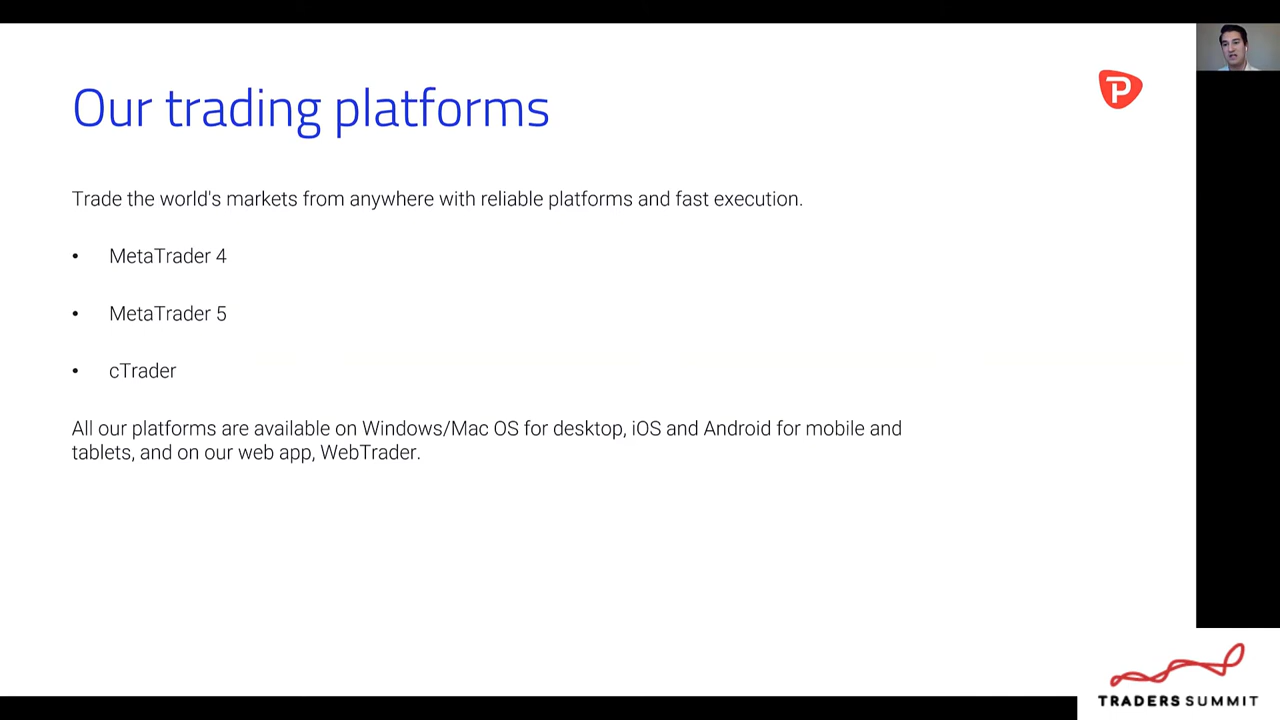 Our trading platforms
P
Trade the world's markets from anywhere with reliable platforms and fast execution.
• MetaTrader 4
• MetaTrader 5
• cTrader
All our platforms are available on Windows/Mac OS for desktop, iOS and Android for mobile and
tablets, and on our web app, WebTrader.
TRADERS SUMMIT